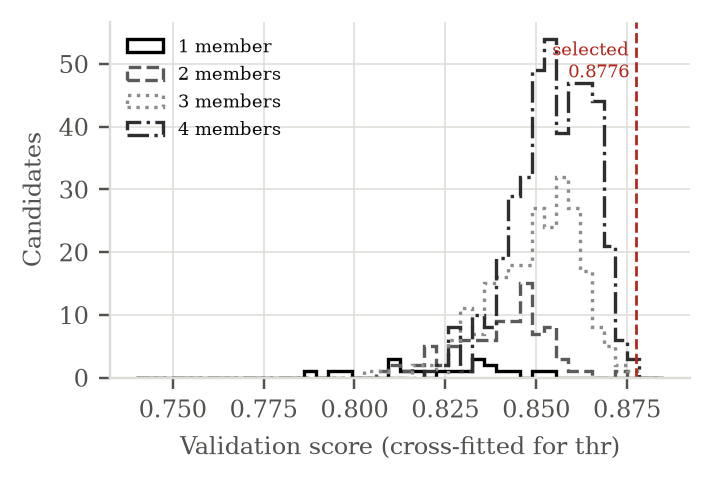 1 member
2 members
3 members
4 members
selected
0.8776
Candidates
50
40
30
20
10
0
0.750 0.775 0.800 0.825 0.850 0.875
Validation score (cross-fitted for thr)